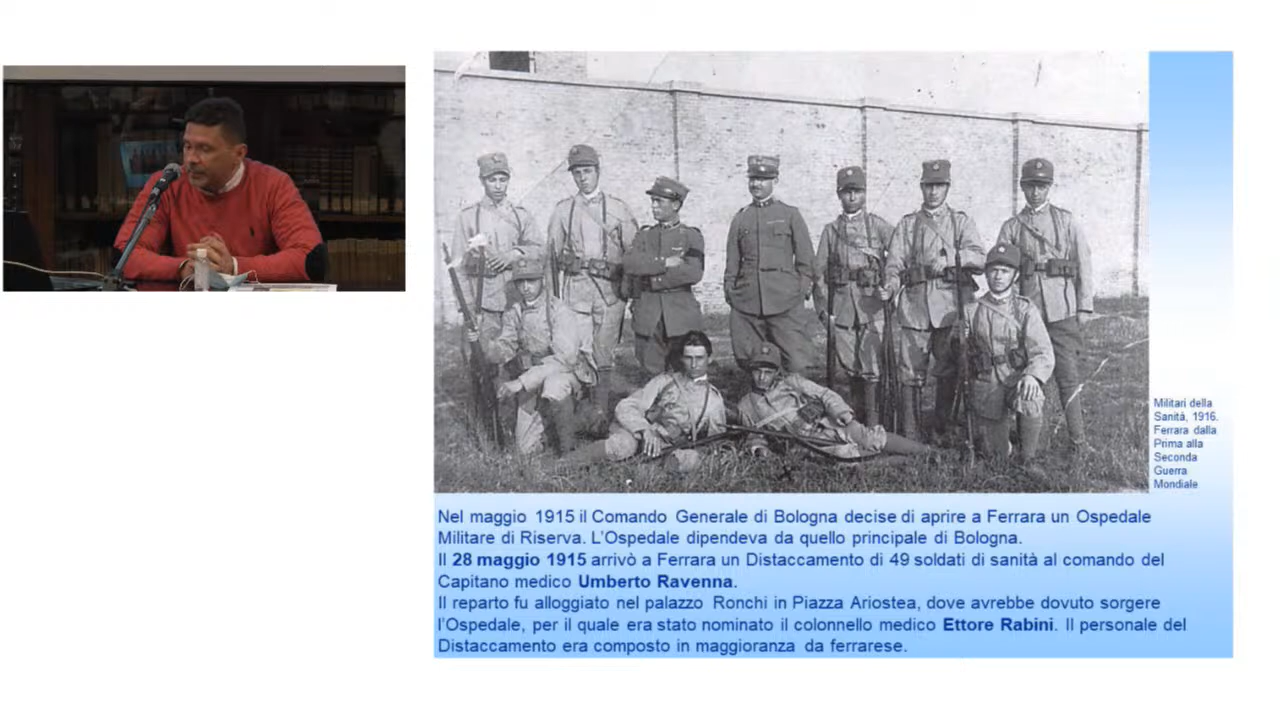 Militari della
Sanità, 1916.
Ferrara dalla
Prima alla
Seconda
Guerra
Mondiale
Nel maggio 1915 il Comando Generale di Bologna decise di aprire a Ferrara un Ospedale
Militare di Riserva. L'Ospedale dipendeva da quello principale di Bologna.
Il 28 maggio 1915 arrivò a Ferrara un Distaccamento di 49 soldati di sanità al comando del
Capitano medico Umberto Ravenna.
Il reparto fu alloggiato nel palazzo Ronchi in Piazza Ariostea, dove avrebbe dovuto sorgere
l'Ospedale, per il quale era stato nominato il colonnello medico Ettore Rabini. Il personale del
Distaccamento era composto in maggioranza da ferrarese.